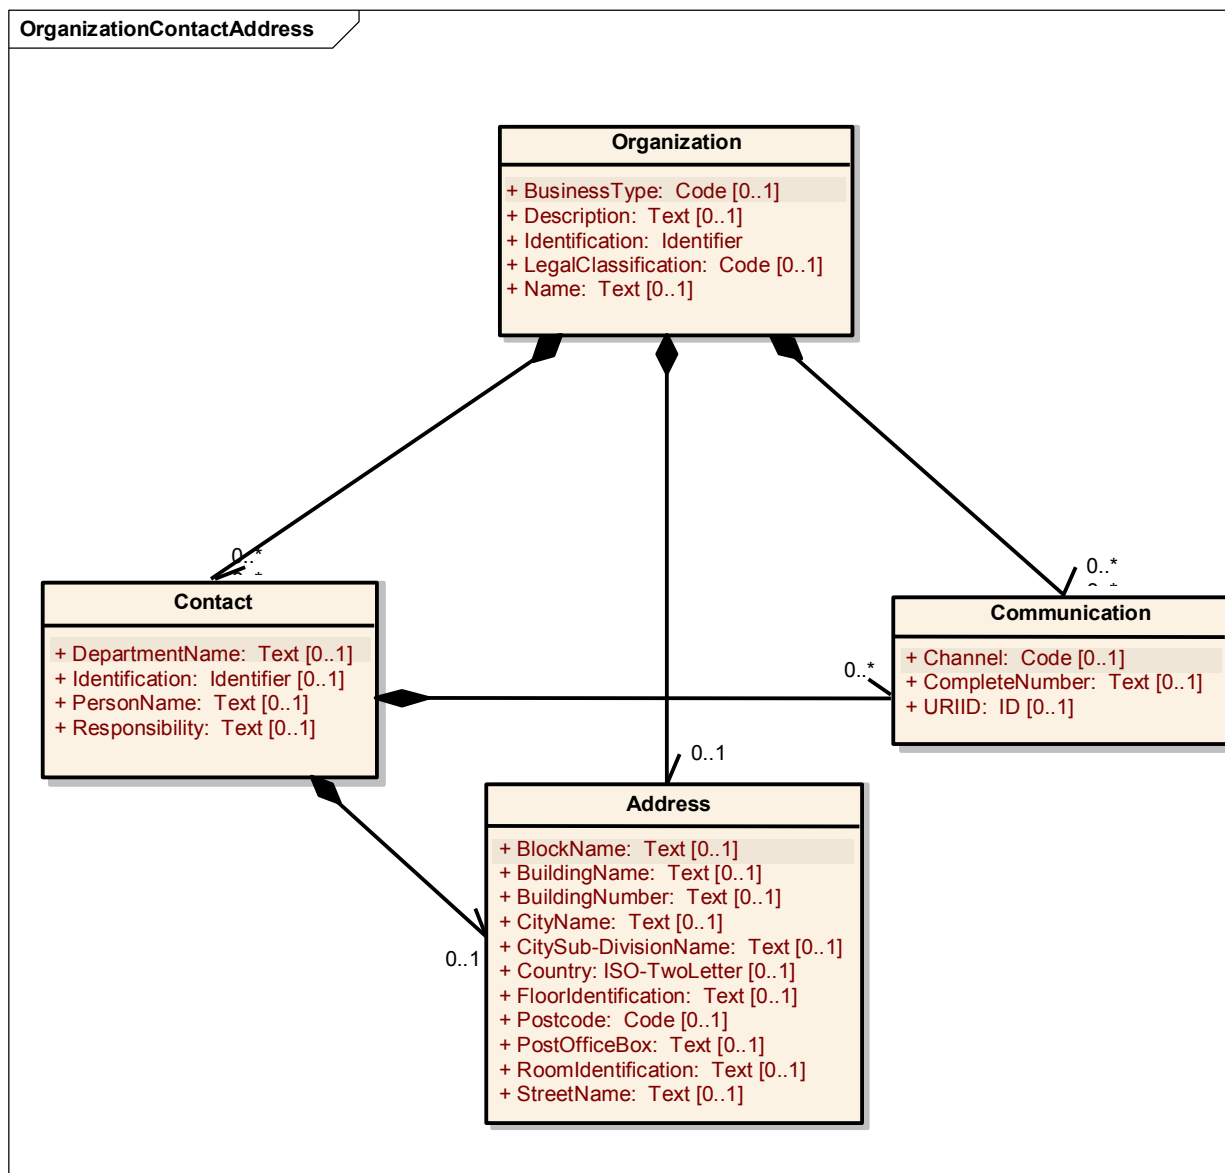 OrganizationContactAddress
Organization
+ BusinessType: Code [0..1]
+ Description: Text [0..1]
+ Identification: Identifier
+ LegalClassification: Code [0..1]
+ Name: Text [0..1]
0..*
0..*
Contact
+ DepartmentName: Text [0..1]
+ Identification: Identifier [0..1]
+ PersonName: Text [0..1]
+ Responsibility: Text [0..1]
0..*
Communication
+ Channel: Code [0..1]
+ CompleteNumber: Text [0..1]
+ URIID: ID [0..1]
0..1
0..1
Address
+ BlockName: Text [0..1]
+ BuildingName: Text [0..1]
+ BuildingNumber: Text [0..1]
+ CityName: Text [0..1]
+ CitySub-DivisionName: Text [0..1]
+ Country: ISO-TwoLetter [0..1]
+ FloorIdentification: Text [0..1]
+ Postcode: Code [0..1]
+ PostOfficeBox: Text [0..1]
+ RoomIdentification: Text [0..1]
+ StreetName: Text [0..1]